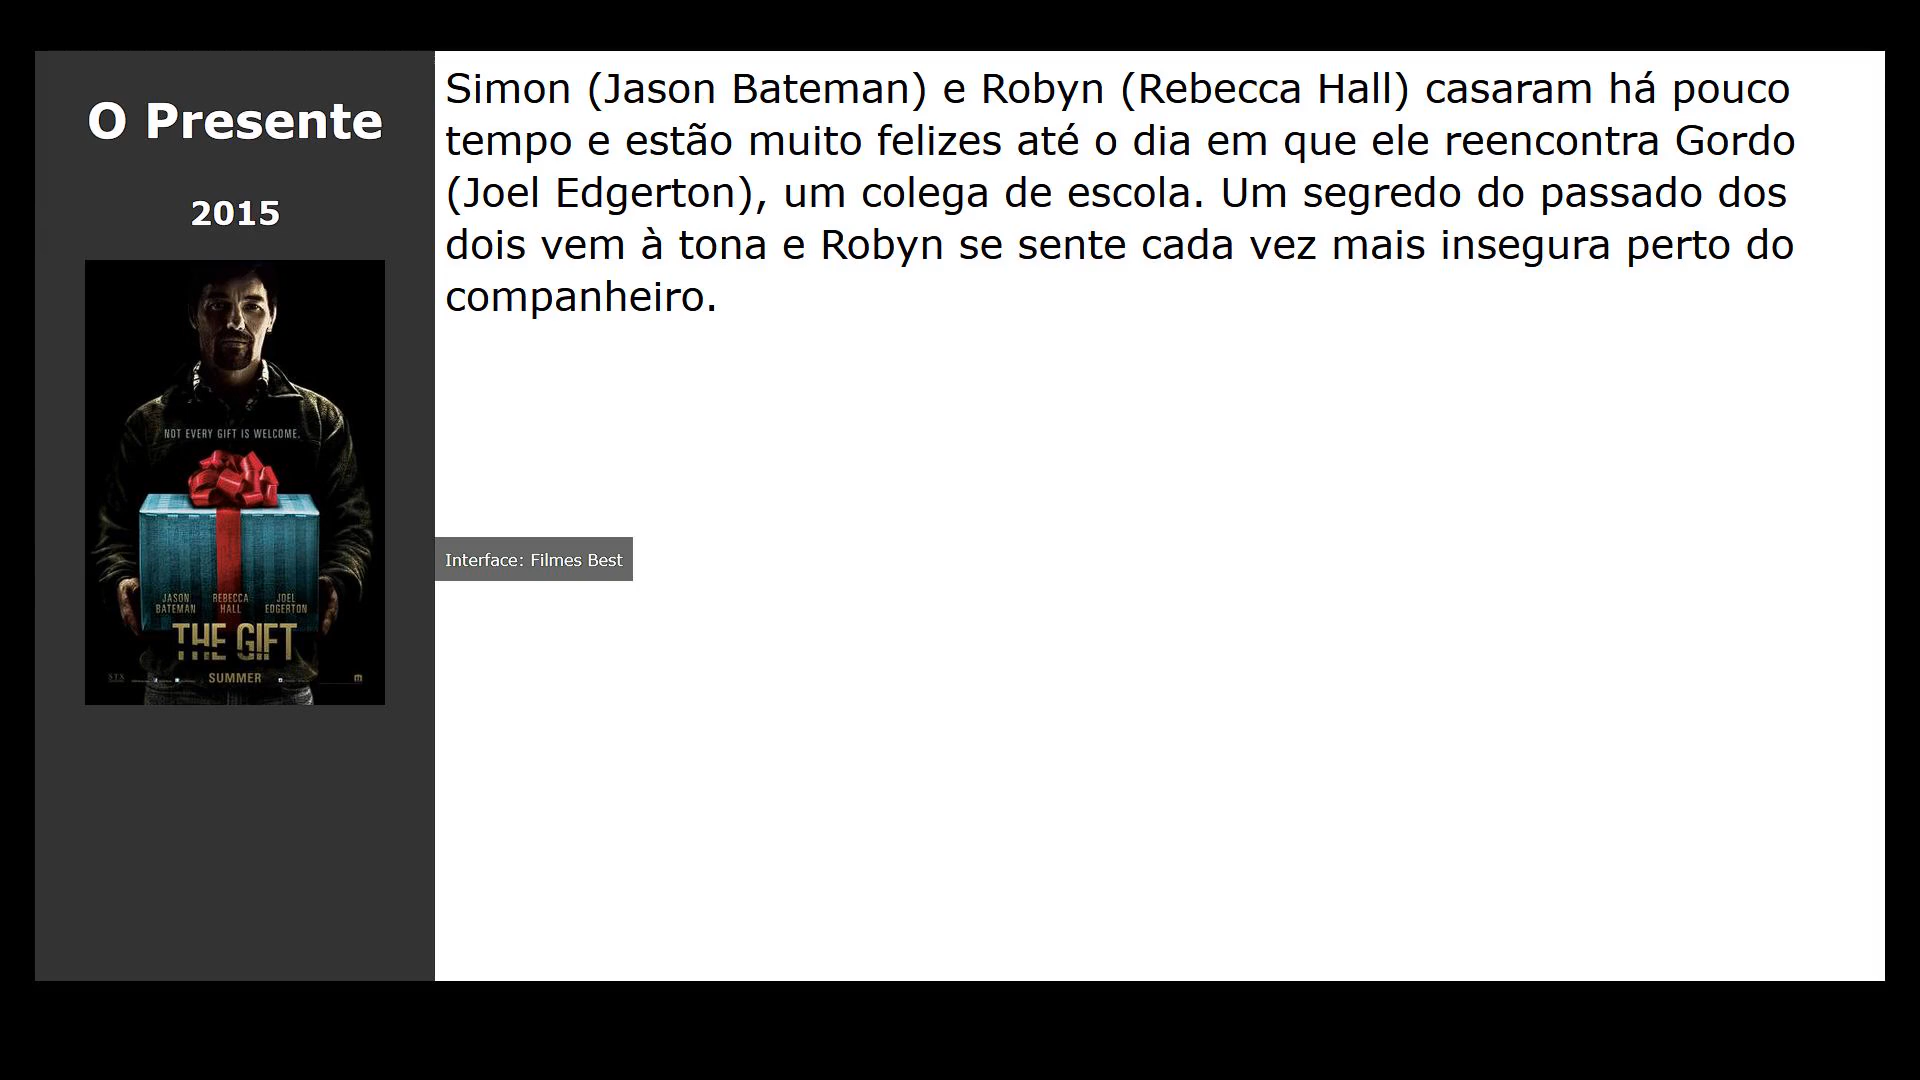 O Presente
2015
NOT EVERY GIFT IS WELCOME.
JASON BATEMAN
REBECCA HALL
JOEL EDGERTON
THE GIFT
SUMMER
Simon (Jason Bateman) e Robyn (Rebecca Hall) casaram há pouco
tempo e estão muito felizes até o dia em que ele reencontra Gordo
(Joel Edgerton), um colega de escola. Um segredo do passado dos
dois vem à tona e Robyn se sente cada vez mais insegura perto do
companheiro.
Interface: Filmes Best